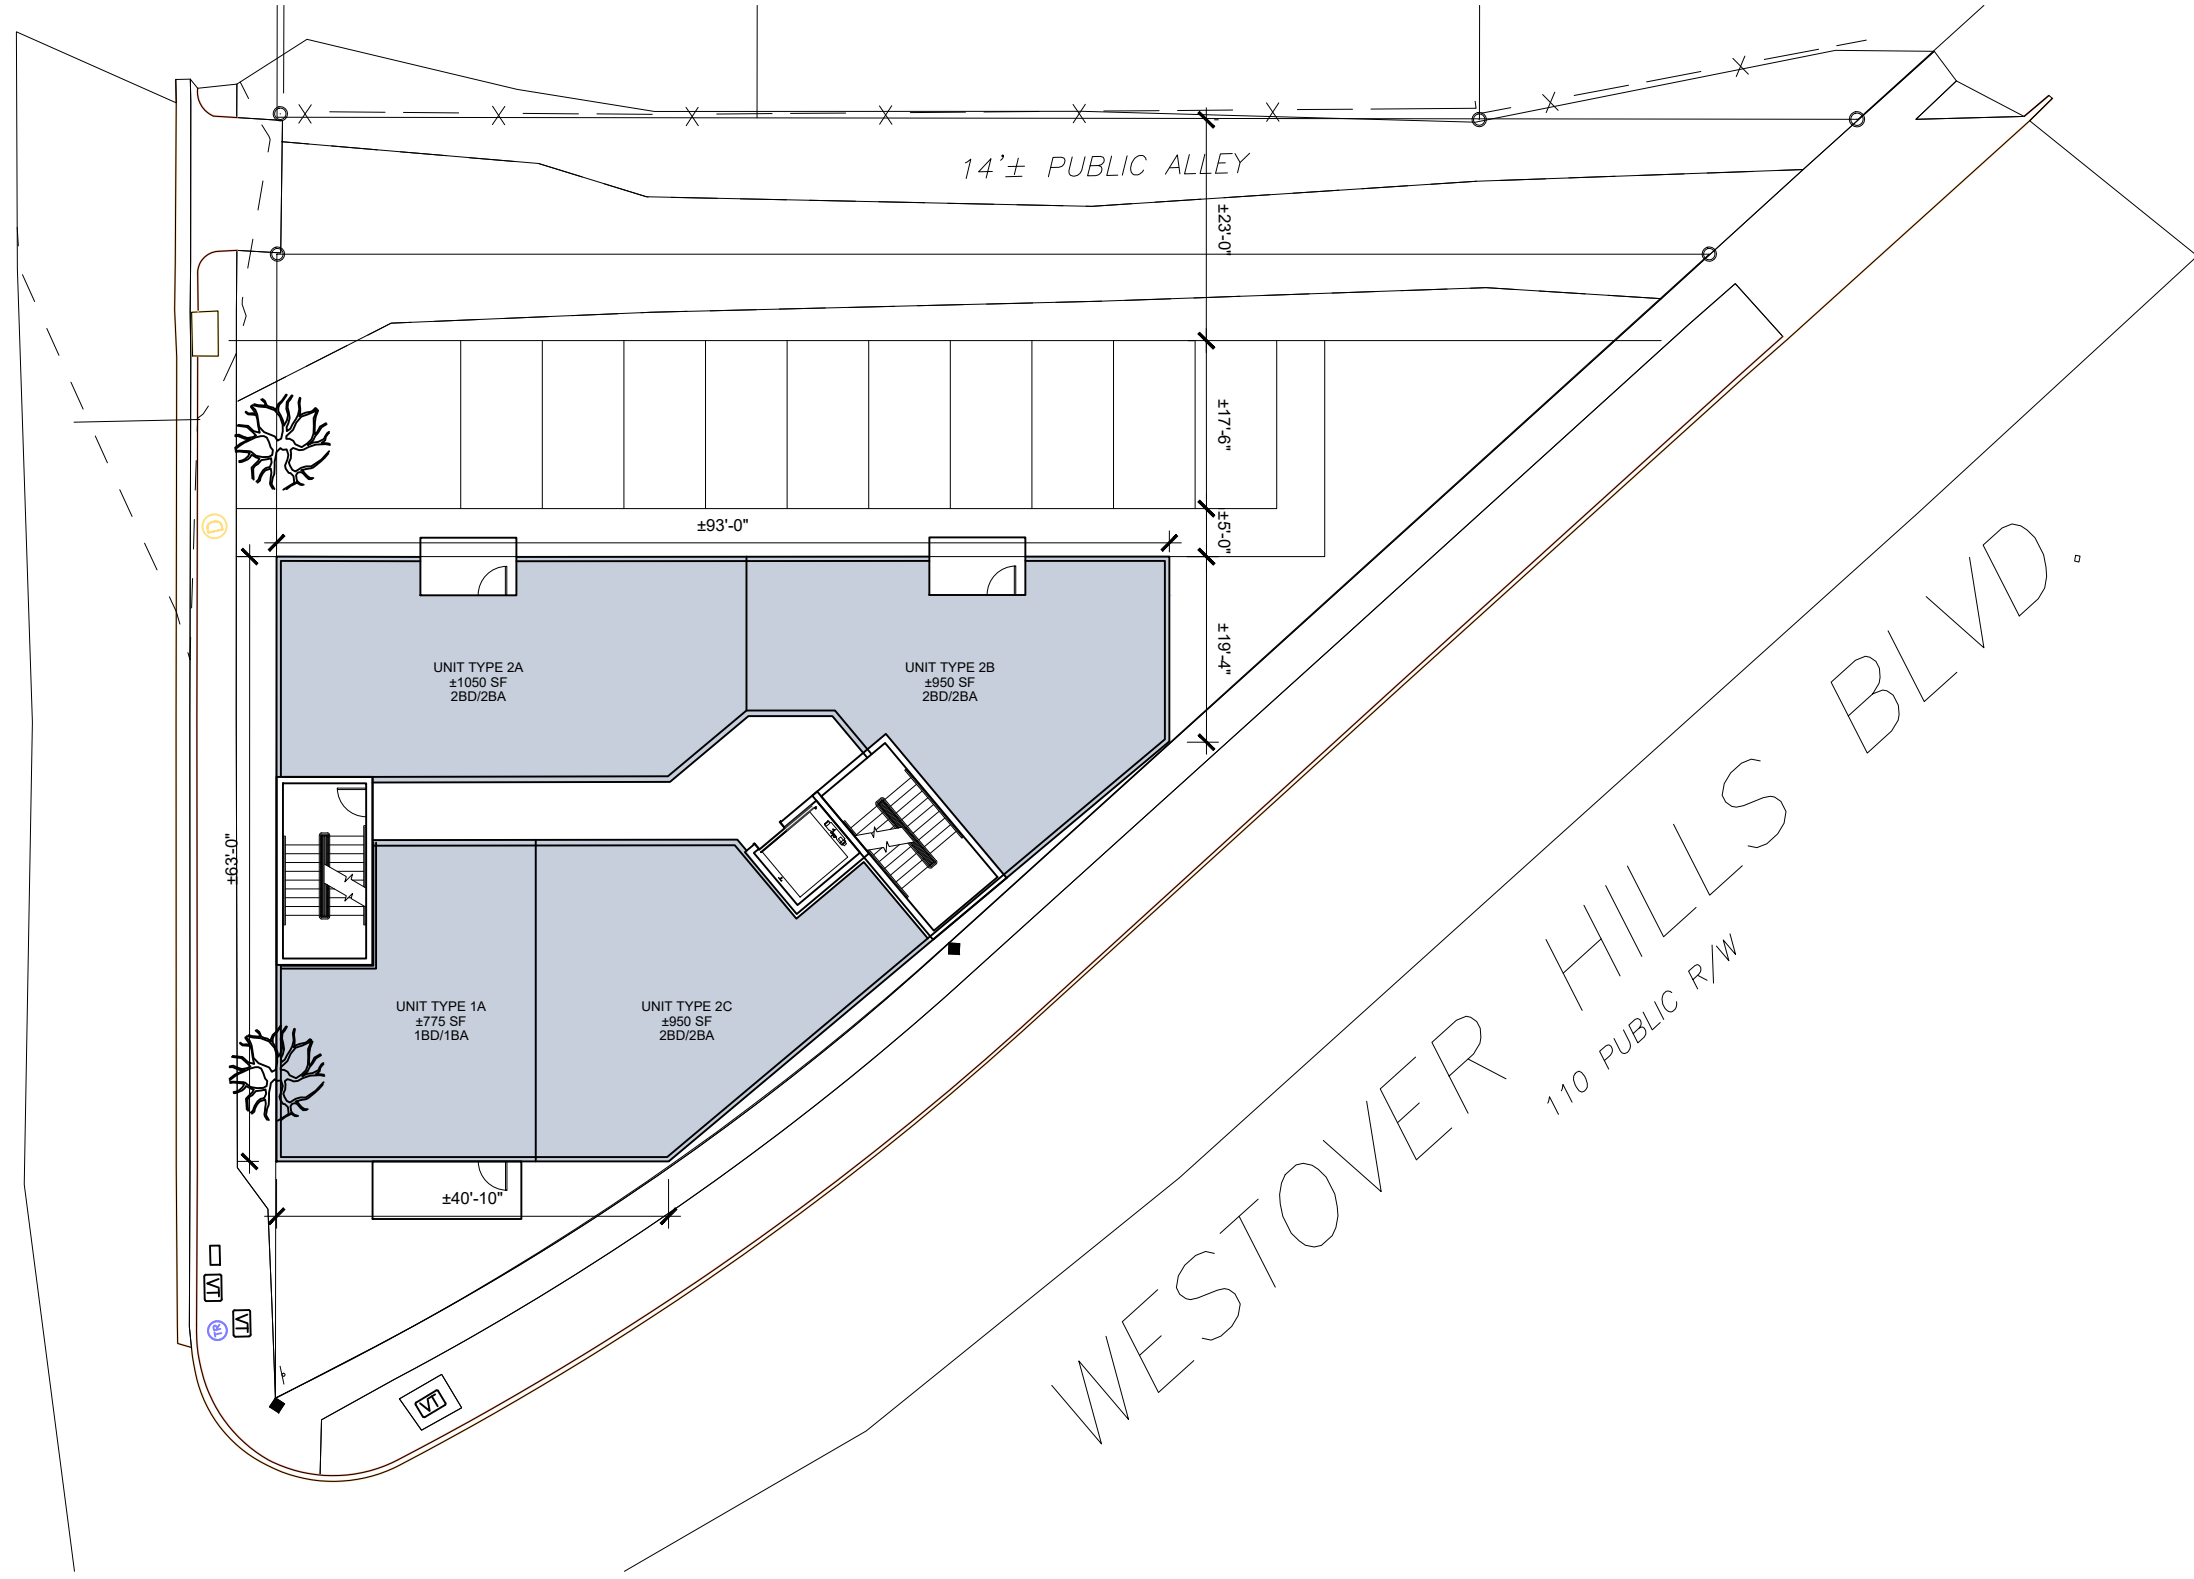 14'± PUBLIC ALLEY
±23'-0"
±17'-6"
±5'-0"
±93'-0"
±19'-4"
UNIT TYPE 2A
±1050 SF
2BD/2BA
UNIT TYPE 2B
±950 SF
2BD/2BA
D
±63'-0"
UNIT TYPE 1A
±775 SF
1BD/1BA
UNIT TYPE 2C
±950 SF
2BD/2BA
±40'-10"
WESTOVER HILLS BLVD.
110 PUBLIC R/W
VT
VT
TR
VT